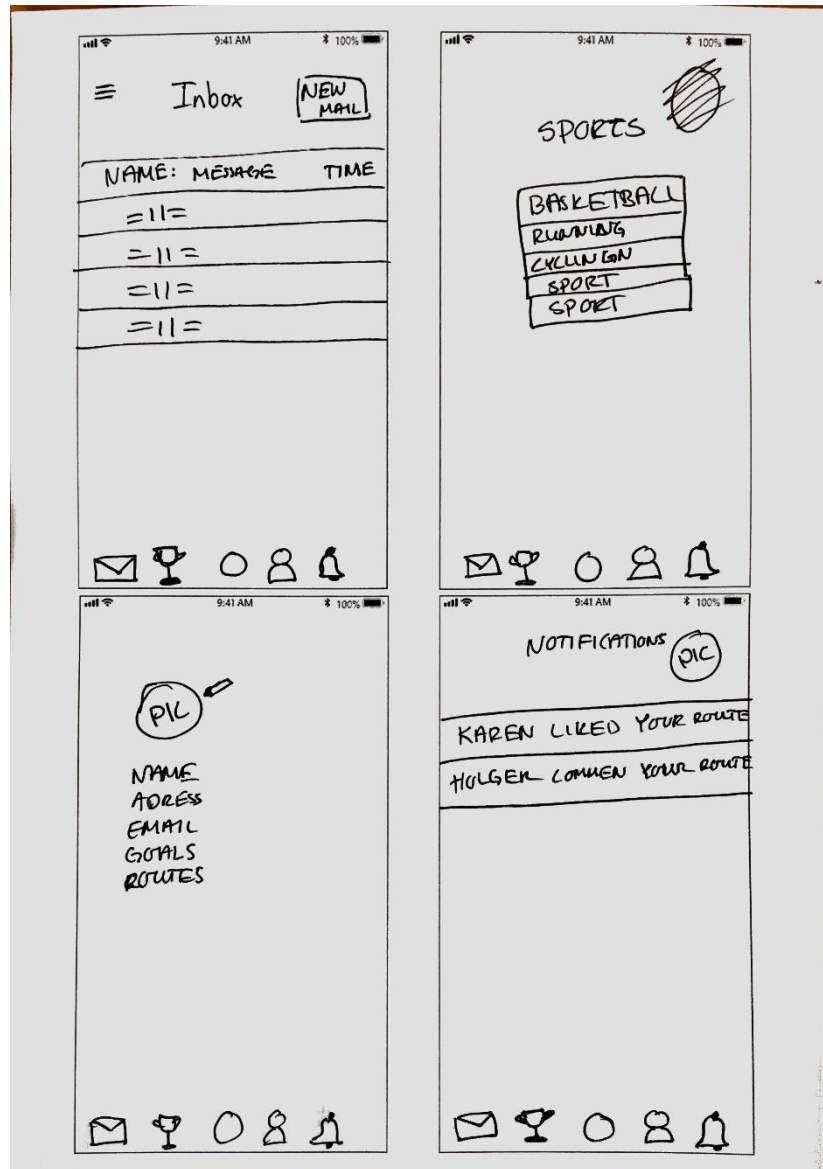 9:41 AM 100%
Inbox
NEW
MAIL
NAME: MESSAGE TIME
=11=
=11=
=11=
=11=
9:41 AM 100%
SPORTS
BASKETBALL
RUNNING
CYCLINGN
SPORT
SPORT
9:41 AM 100%
PIC
NAME
ADRESS
EMAIL
GOALS
ROUTES
9:41 AM 100%
NOTIFICATIONS
PIC
KAREN LIKED YOUR ROUTE
HOLGER COMMEN YOUR ROUTE